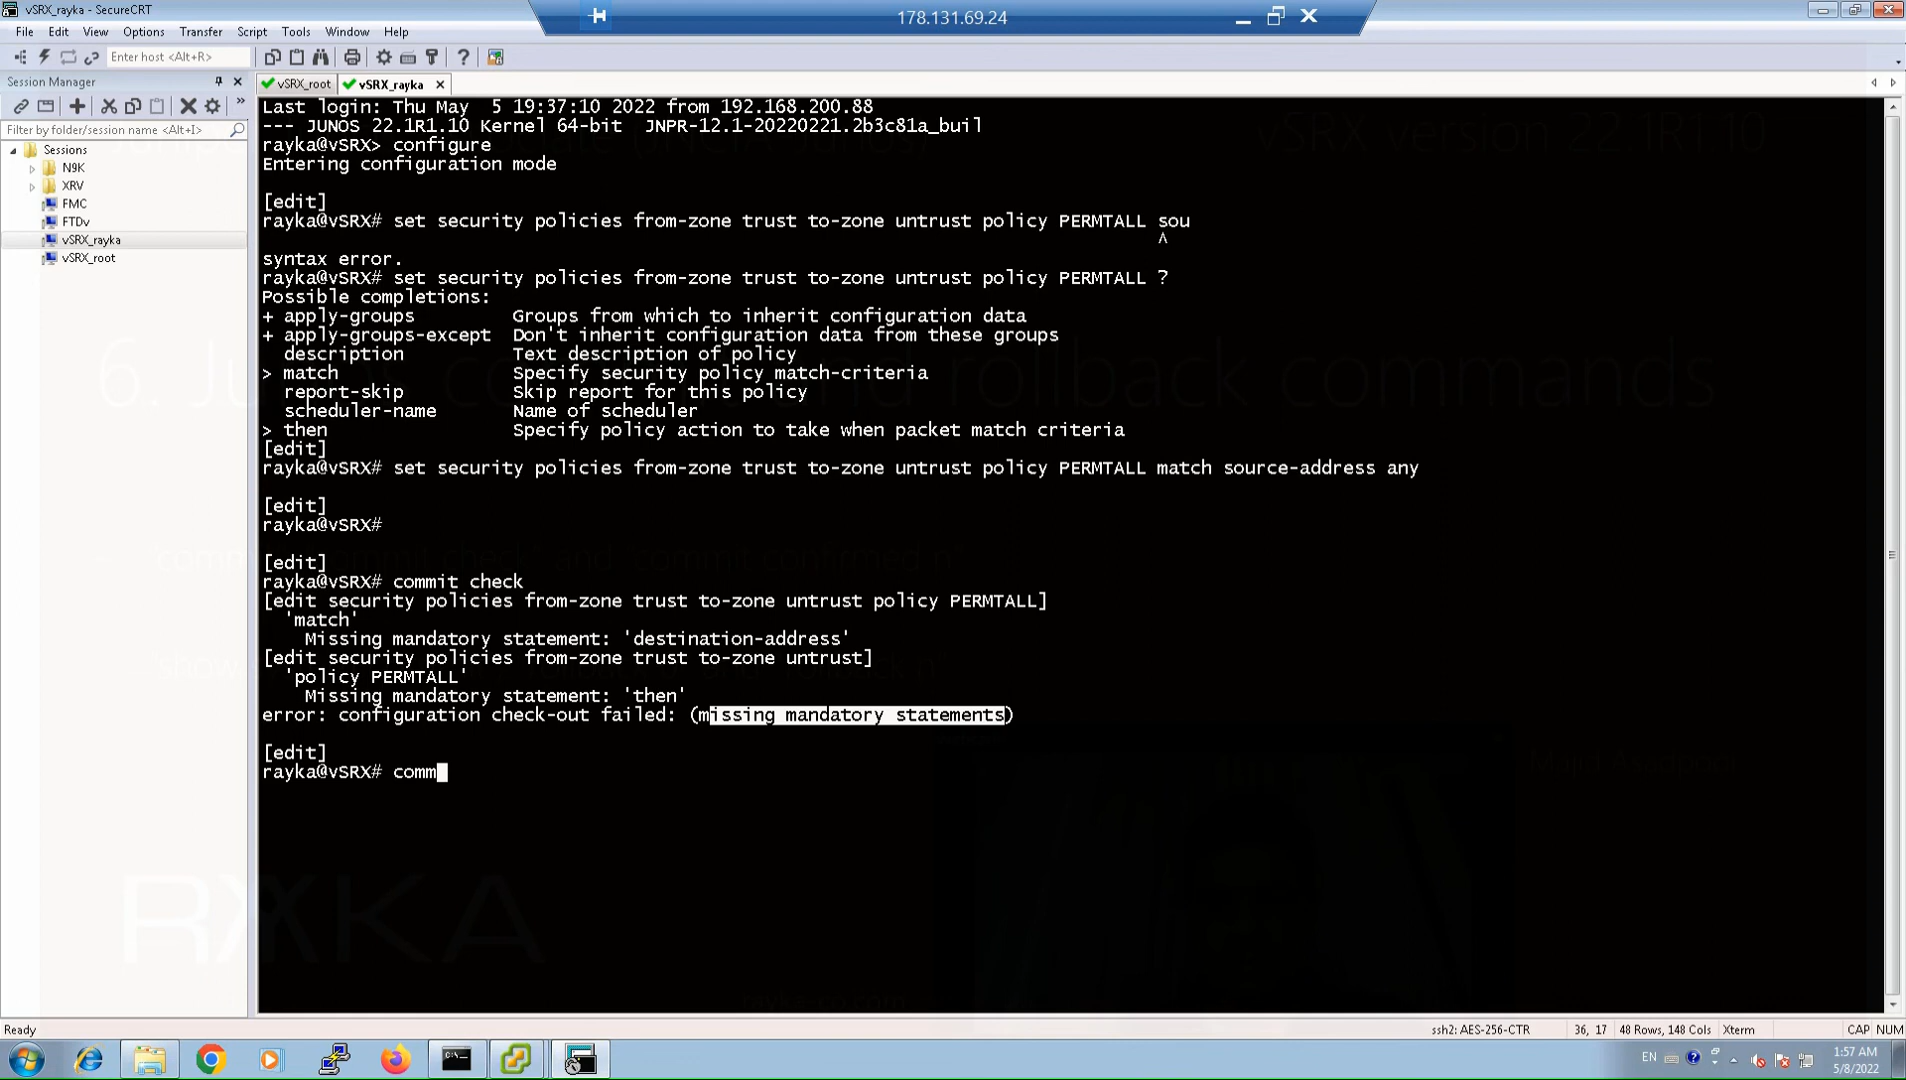 vSRX_rayka - SecureCRT
178.131.69.24
File Edit View Options Transfer Script Tools Window Help
Enter host <Alt+R>
Session Manager
vSRX_root
vSRX_rayka
Filter by folder/session name <Alt+I>
Sessions
N9K
XRV
FMC
FTDv
vSRX_rayka
vSRX_root
Last login: Thu May  5 19:37:10 2022 from 192.168.200.88
--- JUNOS 22.1R1.10 Kernel 64-bit  JNPR-12.1-20220221.2b3c81a_buil
rayka@vSRX> configure
Entering configuration mode
[edit]
rayka@vSRX# set security policies from-zone trust to-zone untrust policy PERMTALL sou
^
syntax error.
rayka@vSRX# set security policies from-zone trust to-zone untrust policy PERMTALL ?
Possible completions:
+ apply-groups         Groups from which to inherit configuration data
+ apply-groups-except  Don't inherit configuration data from these groups
  description          Text description of policy
> match                Specify security policy match-criteria
  report-skip          Skip report for this policy
  scheduler-name       Name of scheduler
> then                 Specify policy action to take when packet match criteria
[edit]
rayka@vSRX# set security policies from-zone trust to-zone untrust policy PERMTALL match source-address any
[edit]
rayka@vSRX#
[edit]
rayka@vSRX# commit check
[edit security policies from-zone trust to-zone untrust policy PERMTALL]
  'match'
    Missing mandatory statement: 'destination-address'
[edit security policies from-zone trust to-zone untrust]
  'policy PERMTALL'
    Missing mandatory statement: 'then'
error: configuration check-out failed: (missing mandatory statements)
[edit]
rayka@vSRX# comm
vSRX version 22.1R1.10
Ready
ssh2: AES-256-CTR
36, 17
48 Rows, 148 Cols
Xterm
CAP NUM
EN
1:57 AM
5/8/2022